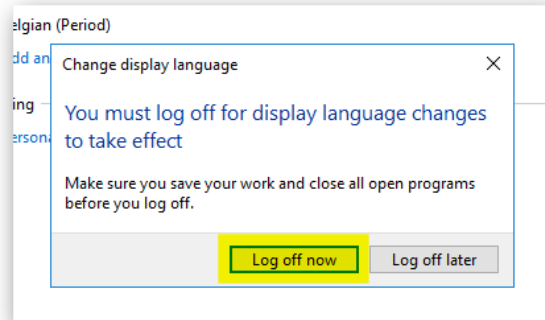 elgian (Period)
dd an
Change display language
ing
You must log off for display language changes
to take effect
ersona
Make sure you save your work and close all open programs
before you log off.
Log off now
Log off later